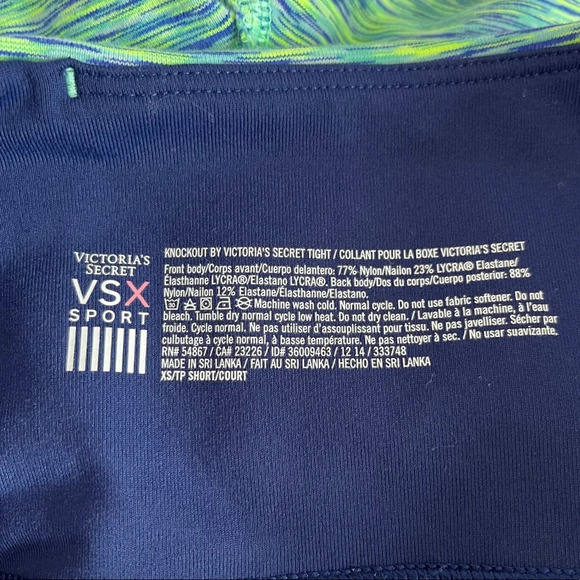 VICTORIA'S
SECRET
VSX
SPORT
KNOCKOUT BY VICTORIA'S SECRET TIGHT / COLLANT POUR LA BOXE VICTORIA'S SECRET
Front body/Corps avant/Cuerpo delantero: 77% Nylon/Nailon 23% LYCRA® Elastane/
Élasthanne LYCRA®/Elastano LYCRA®. Back body/Dos du corps/Cuerpo posterior: 88%
Nylon/Nailon 12% Elastane/Élasthanne/Elastano.
Machine wash cold. Normal cycle. Do not use fabric softener. Do not
bleach. Tumble dry normal cycle low heat. Do not dry clean. / Lavable à la machine, à l'eau
froide. Cycle normal. Ne pas utiliser d'assouplissant pour tissu. Ne pas javelliser. Sécher par
culbutage à cycle normal, à basse température. Ne pas nettoyer à sec. / No usar suavizante.
RN# 54867 / CA# 23226 / ID# 36009463 / 12 14 / 333748
MADE IN SRI LANKA / FAIT AU SRI LANKA / HECHO EN SRI LANKA
XS/TP SHORT/COURT